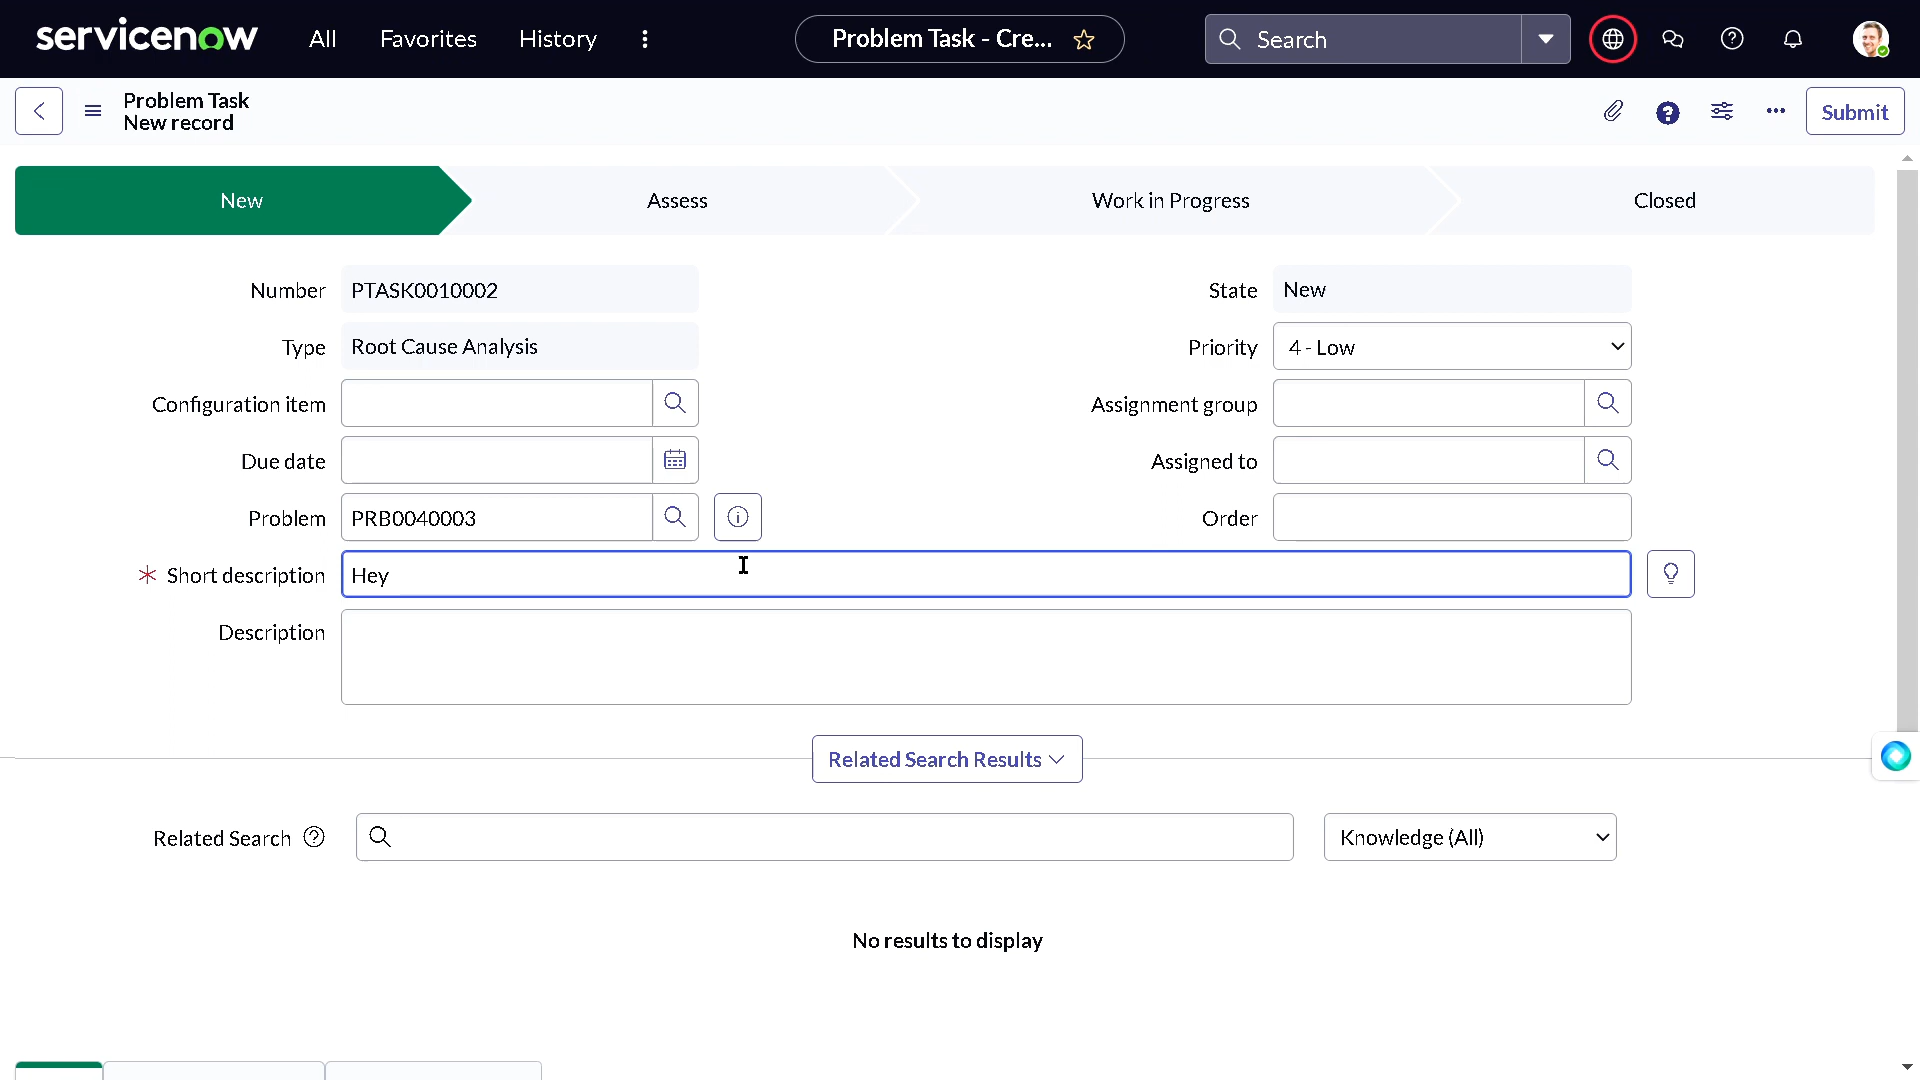 servicenow All Favorites History Problem Task - Cre... Search
Problem Task
New record
Submit
New Assess Work in Progress Closed
Number PTASK0010002 State New
Type Root Cause Analysis Priority 4 - Low
Configuration item Assignment group
Due date Assigned to
Problem PRB0040003 Order
Short description Hey
Description
Related Search Results
Related Search Knowledge (All)
No results to display